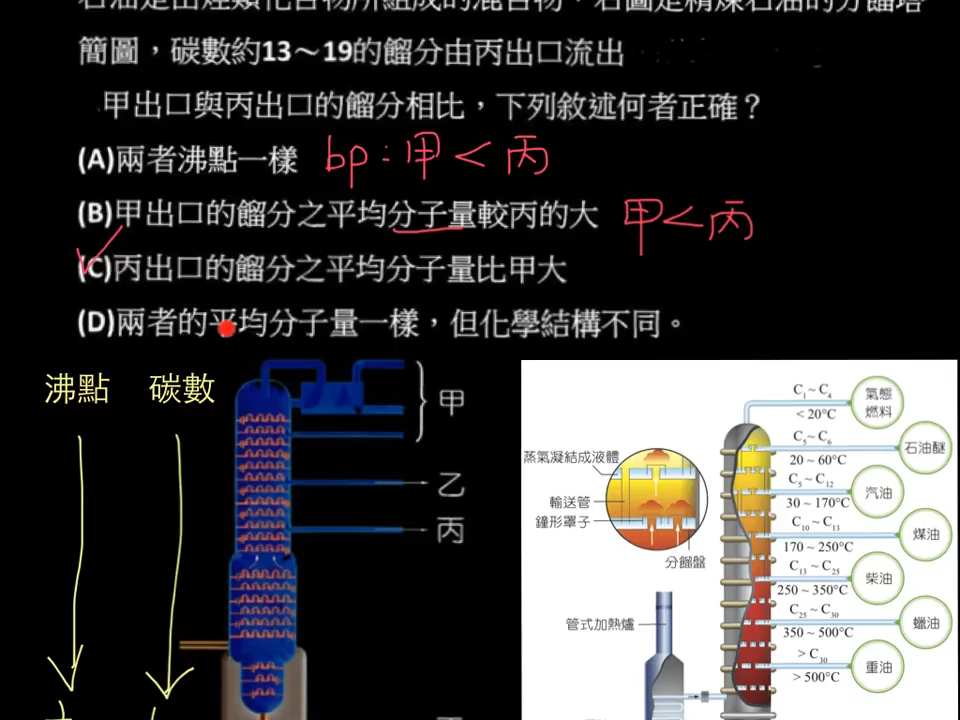 石油是由烴類化合物所組成的混合物，右圖是精煉石油的分餾塔
簡圖，碳數約13～19的餾分由丙出口流出
甲出口與丙出口的餾分相比，下列敘述何者正確？
(A)兩者沸點一樣 bp:甲<丙
(B)甲出口的餾分之平均分子量較丙的大 甲<丙
(C)丙出口的餾分之平均分子量比甲大
(D)兩者的平均分子量一樣，但化學結構不同。
沸點 碳數
甲
乙
丙
C₁～C₄
< 20°C
氣態
燃料
C₅～C₆
20～60°C
石油醚
C₅～C₁₂
30～170°C
汽油
C₁₀～C₁₃
170～250°C
煤油
C₁₃～C₂₅
250～350°C
柴油
C₂₅～C₃₀
350～500°C
蠟油
> C₃₀
> 500°C
重油
蒸氣凝結成液體
輸送管
鐘形罩子
分餾盤
管式加熱爐